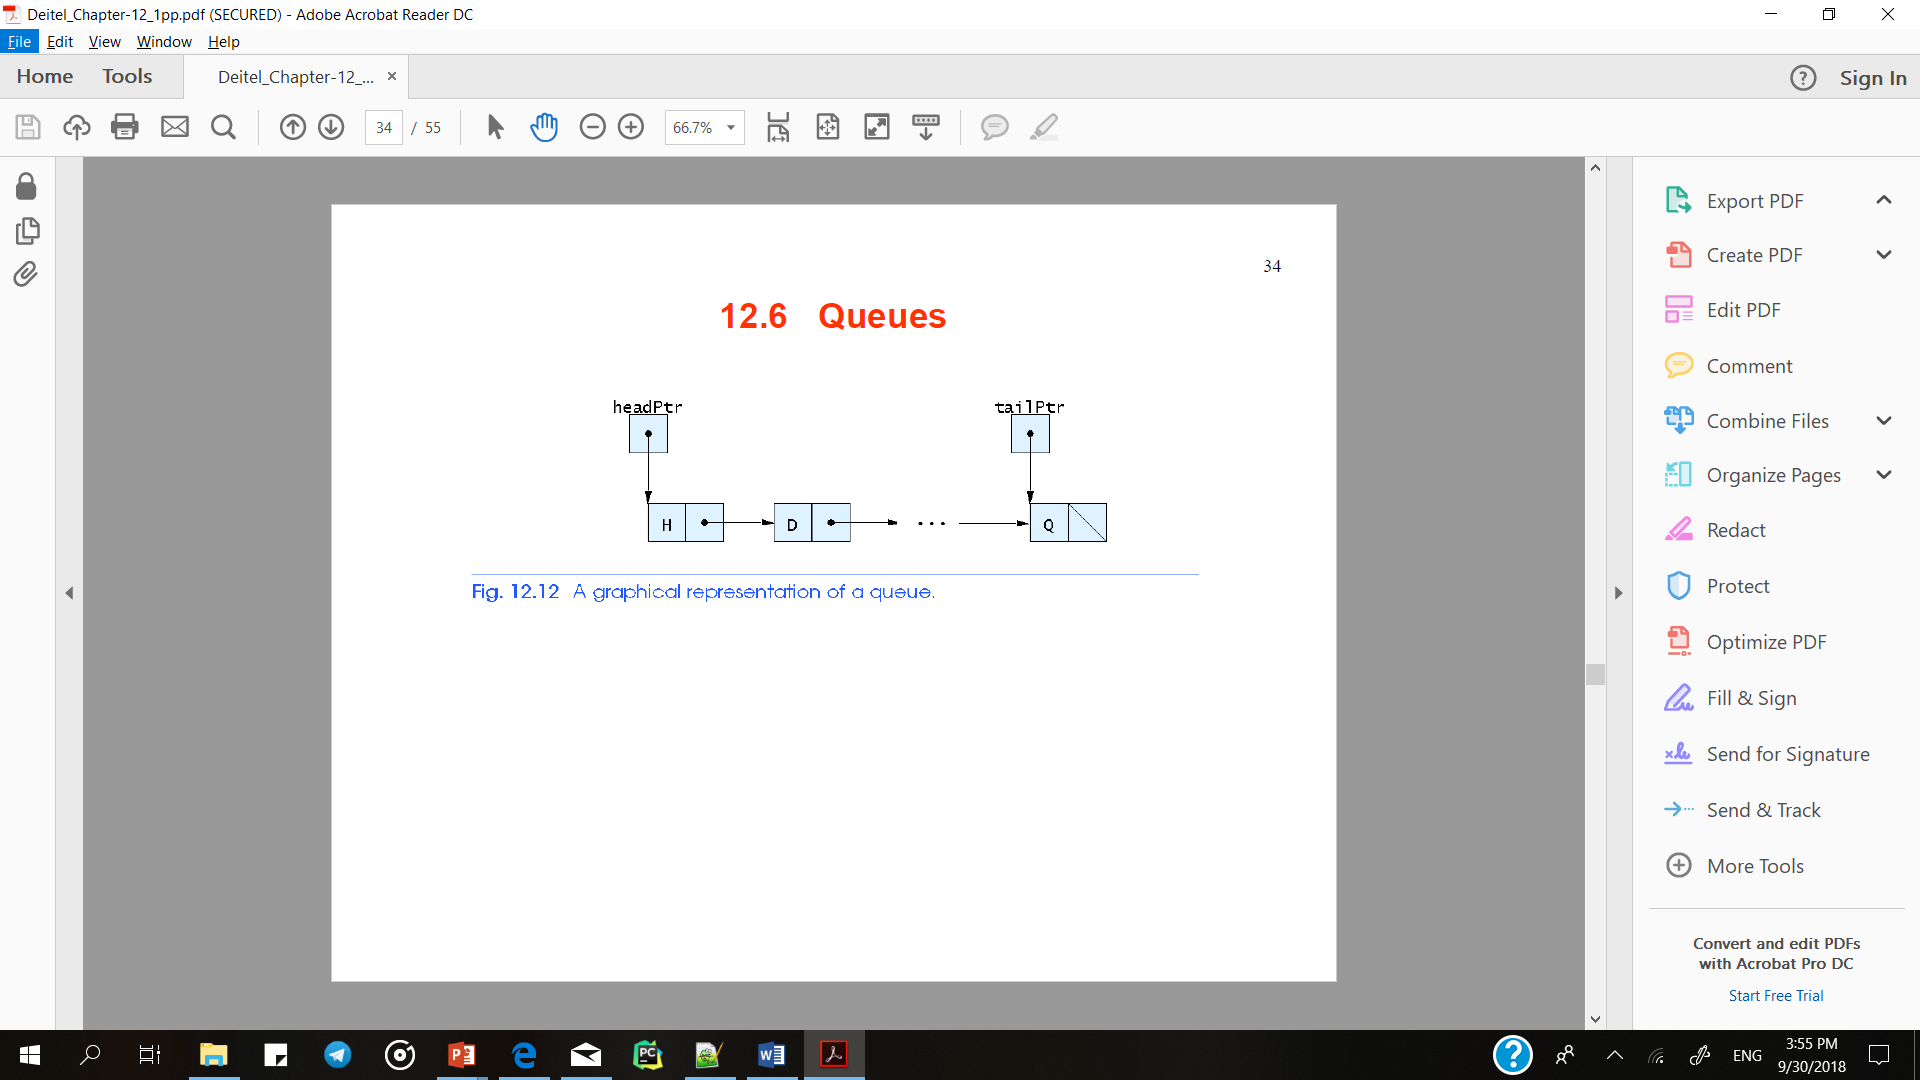 Deitel_Chapter-12_1pp.pdf (SECURED) - Adobe Acrobat Reader DC
File Edit View Window Help
Home Tools Deitel_Chapter-12_... × ? Sign In
34 / 55 66.7%
Export PDF
Create PDF
Edit PDF
Comment
Combine Files
Organize Pages
Redact
Protect
Optimize PDF
Fill & Sign
Send for Signature
Send & Track
More Tools
Convert and edit PDFs
with Acrobat Pro DC
Start Free Trial
34
12.6 Queues
headPtr tailPtr
H D ... Q
Fig. 12.12 A graphical representation of a queue.
ENG
3:55 PM
9/30/2018